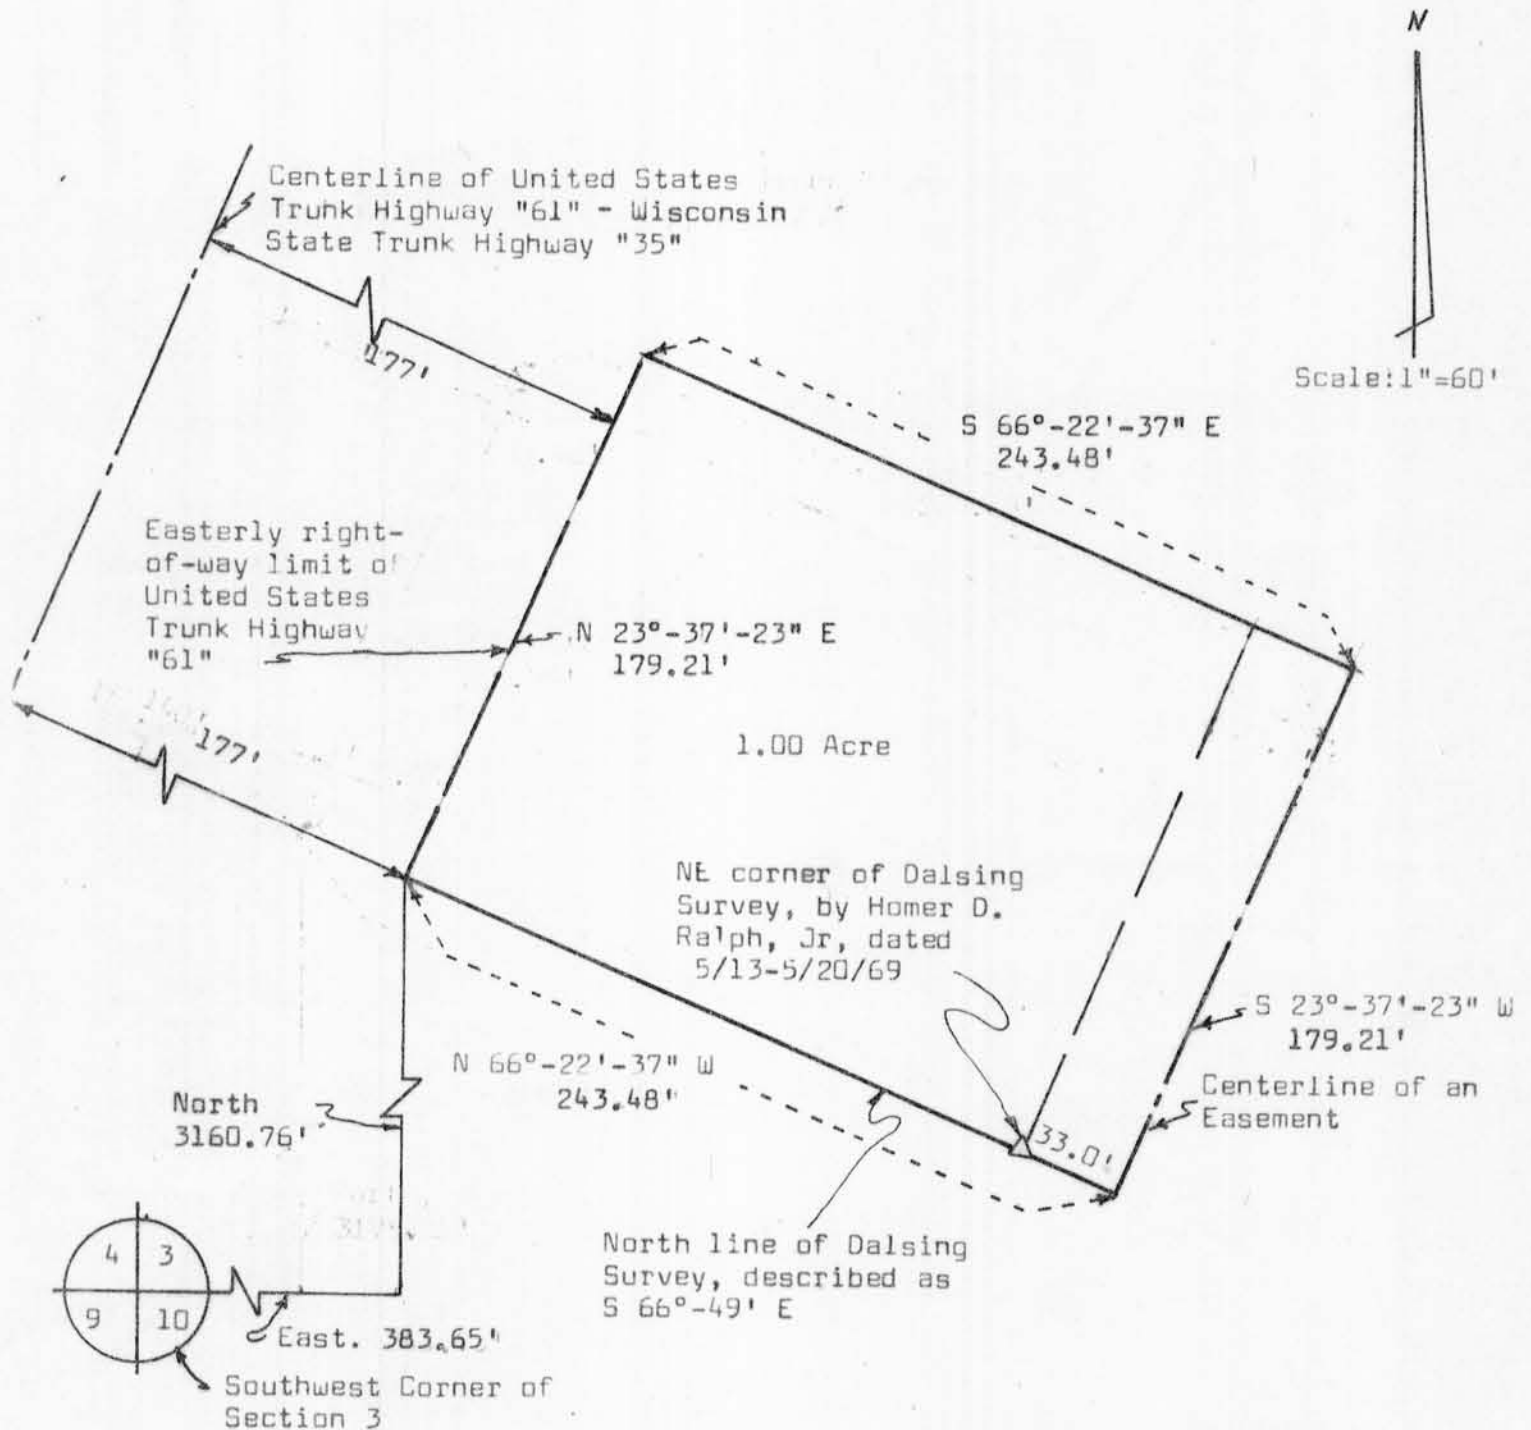 N
Scale:1"=60'
Centerline of United States
Trunk Highway "61" - Wisconsin
State Trunk Highway "35"
177'
S 66°-22'-37" E
243.48'
Easterly right-
of-way limit of
United States
Trunk Highway
"61"
N 23°-37'-23" E
179.21'
177'
1.00 Acre
NE corner of Dalsing
Survey, by Homer D.
Ralph, Jr, dated
5/13-5/20/69
S 23°-37'-23" W
179.21'
N 66°-22'-37" W
243.48'
Centerline of an
Easement
33.0'
North
3160.76'
North line of Dalsing
Survey, described as
S 66°-49' E
4 3
9 10
East. 383.65'
Southwest Corner of
Section 3